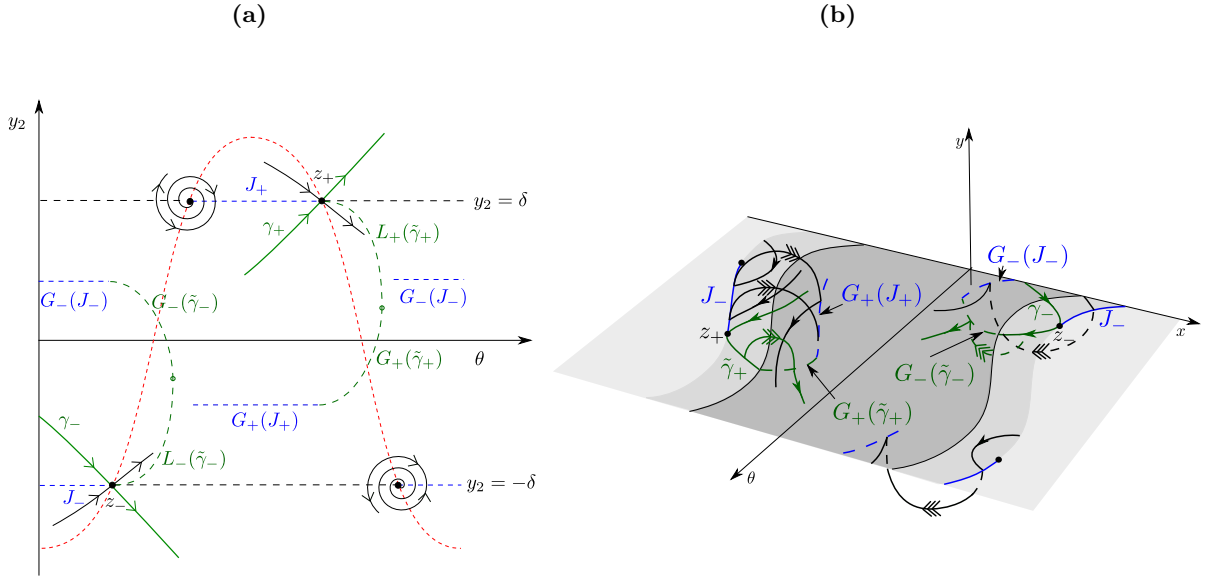 (a)
(b)
y₂
z₊
J₊
y₂ = δ
γ₊
L₊(γ̃₊)
G₋(J₋)
G₋(γ̃₋)
G₋(J₋)
θ
G₊(γ̃₊)
G₊(J₊)
γ₋
L₋(γ̃₋)
J₋
z₋
y₂ = −δ
y
G₋(J₋)
J₋
G₊(J₊)
γ₋
J₋
z₊
z₋
x
γ̃₊
G₋(γ̃₋)
G₊(γ̃₊)
θ